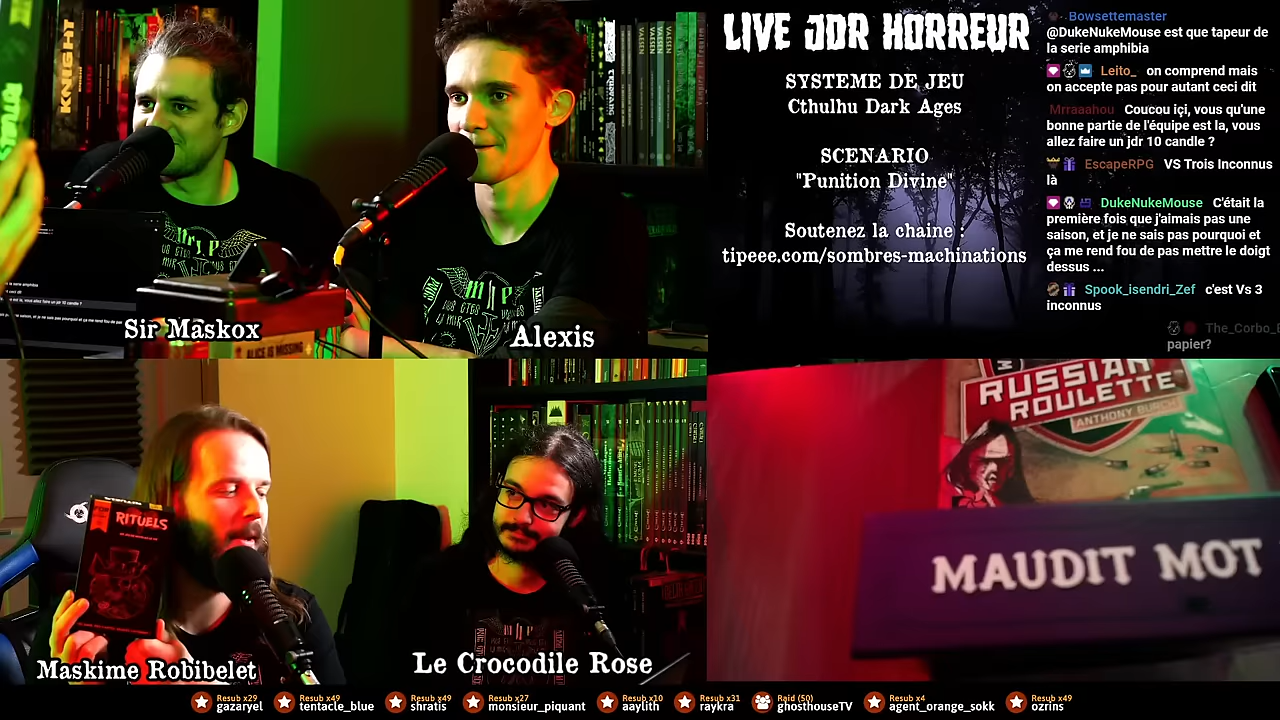 KNIGHT
VAESEN
VAESEN
VAESEN
Sir Maskox
Alexis
ALICE IS MISSING
LIVE JDR HORREUR
SYSTEME DE JEU
Cthulhu Dark Ages
SCENARIO
"Punition Divine"
Soutenez la chaine :
tipeee.com/sombres-machinations
Bowsettemaster
@DukeNukeMouse est que tapeur de
la serie amphibia
Leito_ on comprend mais
on accepte pas pour autant ceci dit
Mrraaahou Coucou içi, vous qu'une
bonne partie de l'équipe est la, vous
allez faire un jdr 10 candle ?
EscapeRPG VS Trois Inconnus
là
DukeNukeMouse C'était la
première fois que j'aimais pas une
saison, et je ne sais pas pourquoi et
ça me rend fou de pas mettre le doigt
dessus ...
Spook_isendri_Zef c'est Vs 3
inconnus
papier?
RITUELS
Maskime Robibelet
Le Crocodile Rose
RUSSIAN
ROULETTE
ANTHONY BURCH
MAUDIT MOT
Resub x29
gazaryel
Resub x49
tentacle_blue
Resub x49
shratis
Resub x27
monsieur_piquant
Resub x10
aaylith
Resub x31
raykra
Raid (50)
ghosthouseTV
Resub x4
agent_orange_sokk
Resub x49
ozrins